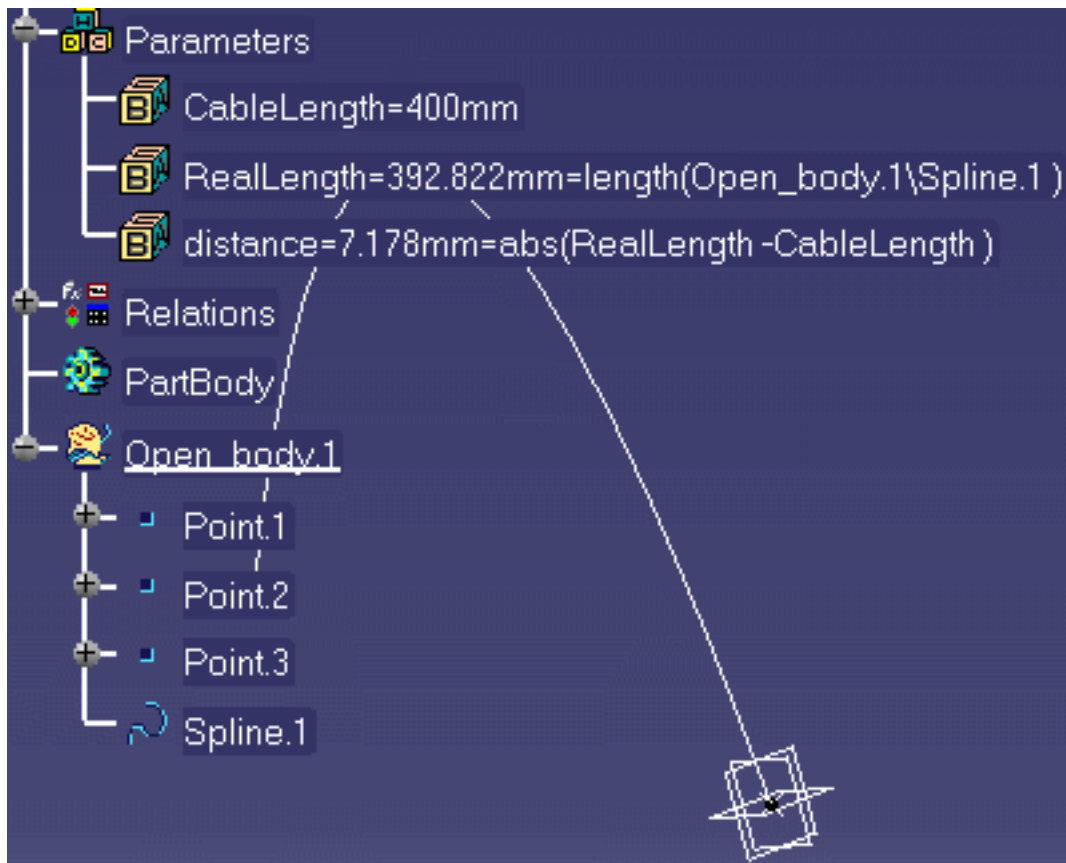 Parameters
CableLength=400mm
RealLength=392.822mm=length(Open_body.1\Spline.1 )
distance=7.178mm=abs(RealLength -CableLength )
Relations
PartBody
Open_body.1
Point.1
Point.2
Point.3
Spline.1